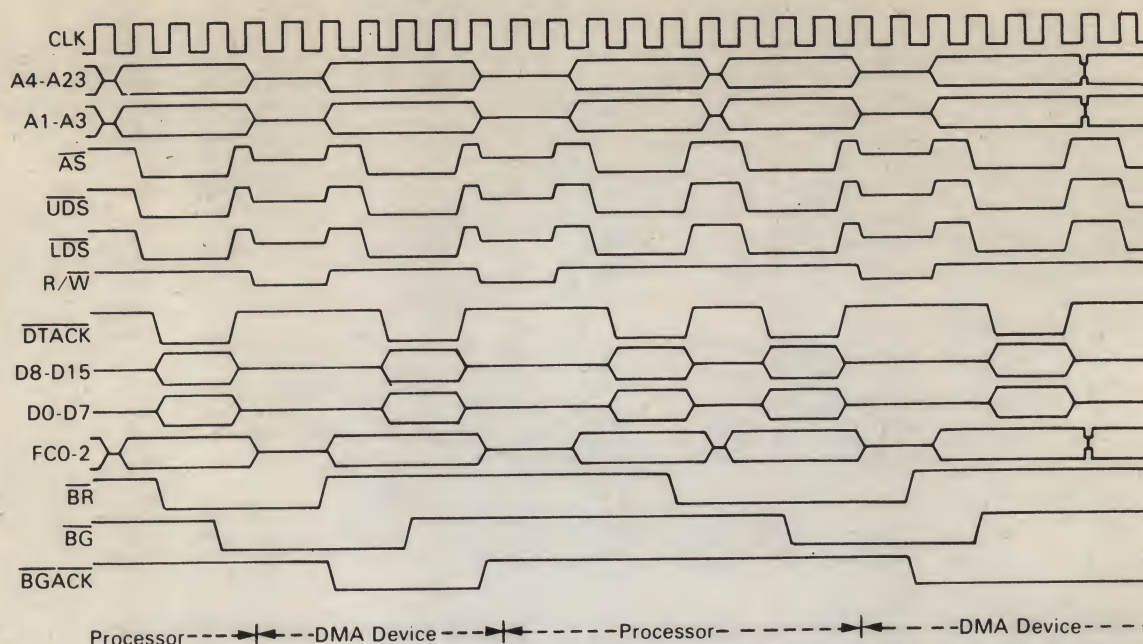 CLK
A4-A23
A1-A3
AS
UDS
LDS
R/W
DTACK
D8-D15
D0-D7
FC0-2
BR
BG
BGACK
Processor DMA Device Processor DMA Device